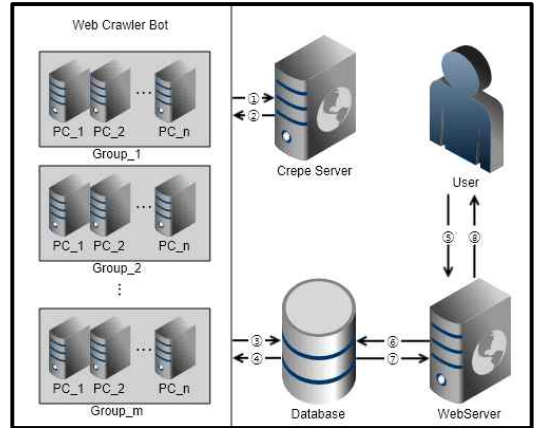 Web Crawler Bot
PC_1 PC_2 ... PC_n
Group_1
PC_1 PC_2 ... PC_n
Group_2
⋮
PC_1 PC_2 ... PC_n
Group_m
①
②
Crepe Server
User
⑤
⑧
③
④
⑥
⑦
Database
WebServer